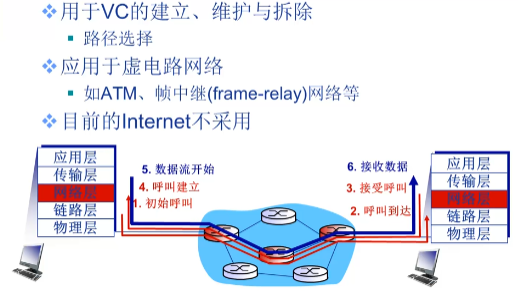 用于VC的建立、维护与拆除
路径选择
应用于虚电路网络
如ATM、帧中继(frame-relay)网络等
目前的Internet不采用
应用层
传输层
网络层
链路层
物理层
5. 数据流开始
4. 呼叫建立
1. 初始呼叫
6. 接收数据
3. 接受呼叫
2. 呼叫到达
应用层
传输层
网络层
链路层
物理层